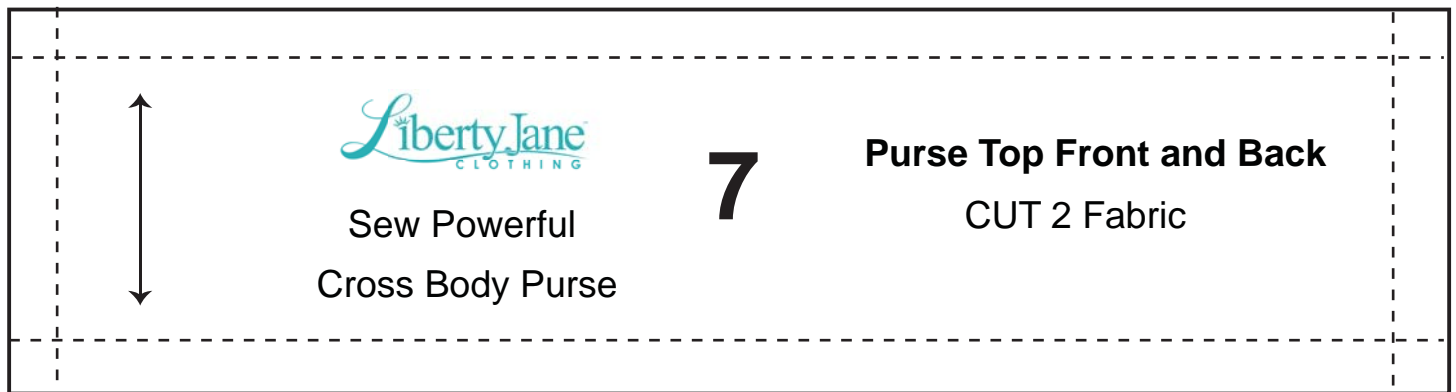 Liberty Jane
CLOTHING
Sew Powerful
Cross Body Purse
7
Purse Top Front and Back
CUT 2 Fabric